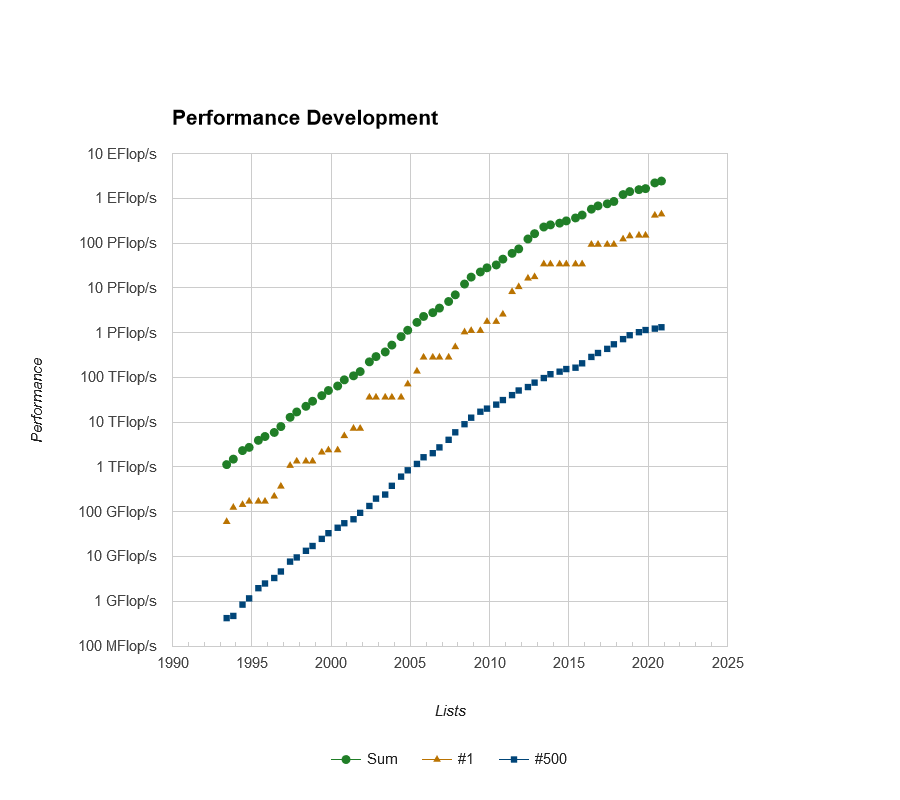 Performance Development
10 EFlop/s
1 EFlop/s
100 PFlop/s
10 PFlop/s
1 PFlop/s
100 TFlop/s
10 TFlop/s
1 TFlop/s
100 GFlop/s
10 GFlop/s
1 GFlop/s
100 MFlop/s
Performance
1990 1995 2000 2005 2010 2015 2020 2025
Lists
Sum #1 #500